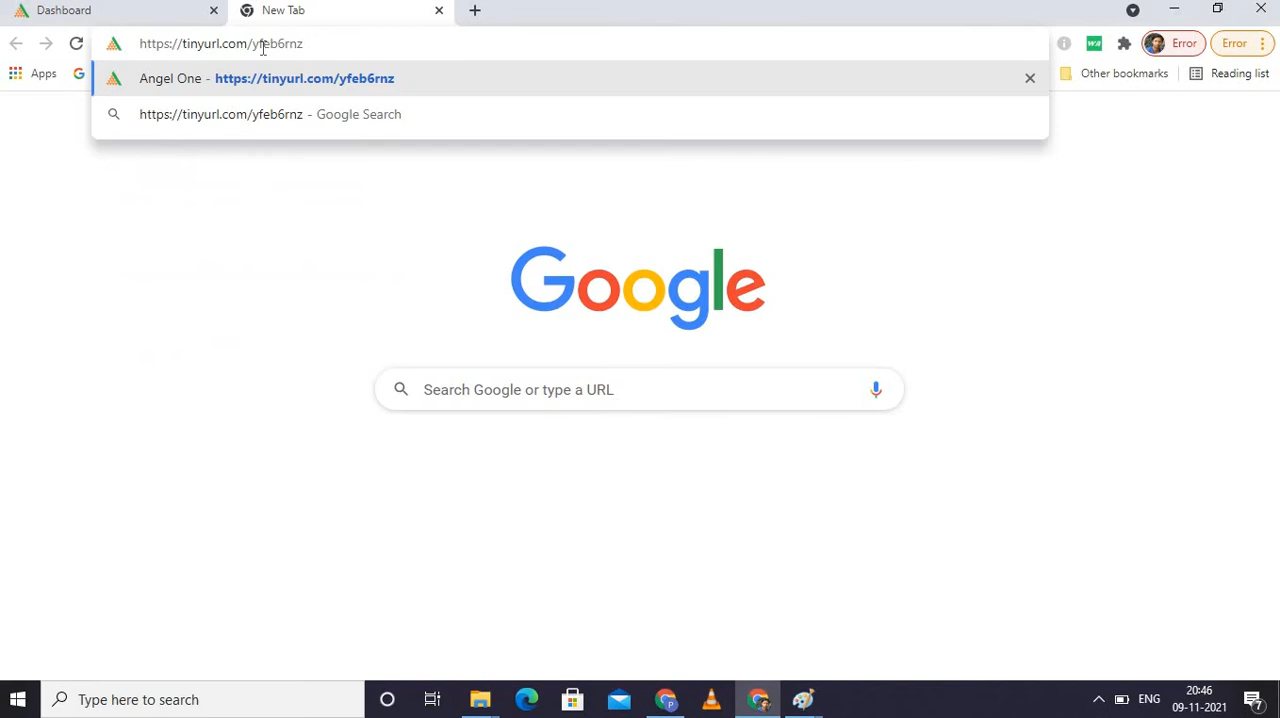 Dashboard
New Tab
https://tinyurl.com/yfeb6rnz
Error
Error
Apps
Other bookmarks
Reading list
Angel One - https://tinyurl.com/yfeb6rnz
https://tinyurl.com/yfeb6rnz - Google Search
Google
Search Google or type a URL
Type here to search
ENG
20:46
09-11-2021
7